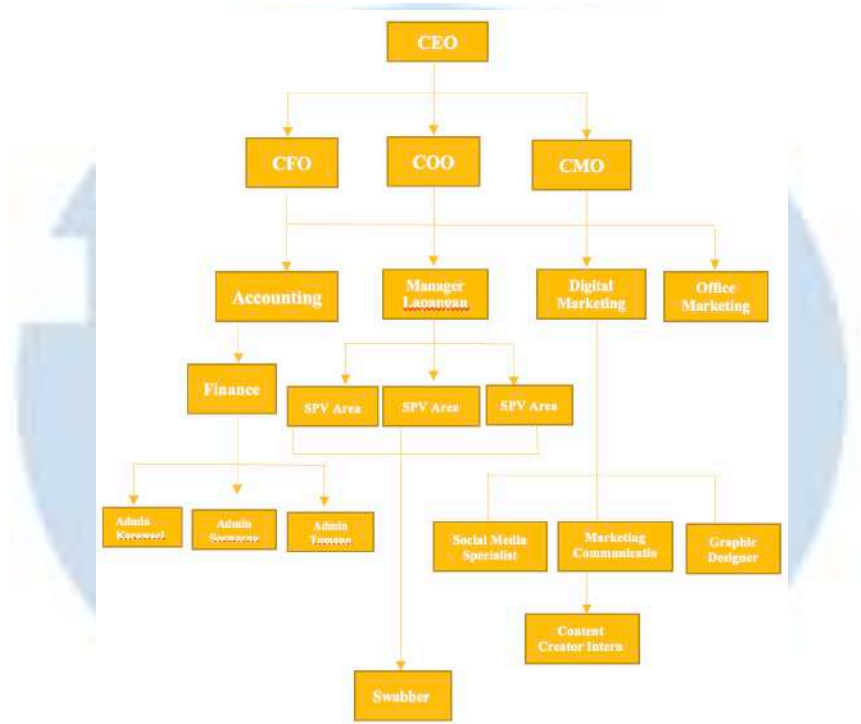 CEO
CFO
COO
CMO
Accounting
Manager
Lapangan
Digital
Marketing
Office
Marketing
Finance
SPV Area
SPV Area
SPV Area
Admin
Admin
Admin
Social Media
Specialist
Marketing
Communicatio
Graphic
Designer
Content
Creator Intern
Swabber